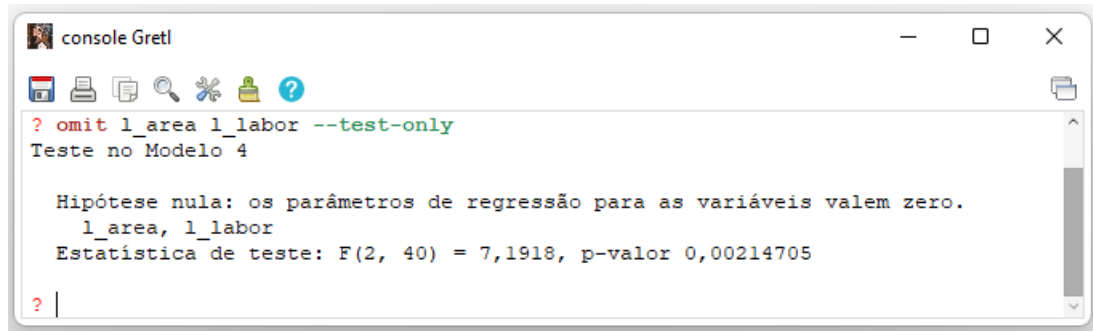 console Gretl
? omit l_area l_labor --test-only
Teste no Modelo 4
Hipótese nula: os parâmetros de regressão para as variáveis valem zero.
l_area, l_labor
Estatística de teste: F(2, 40) = 7,1918, p-valor 0,00214705
?